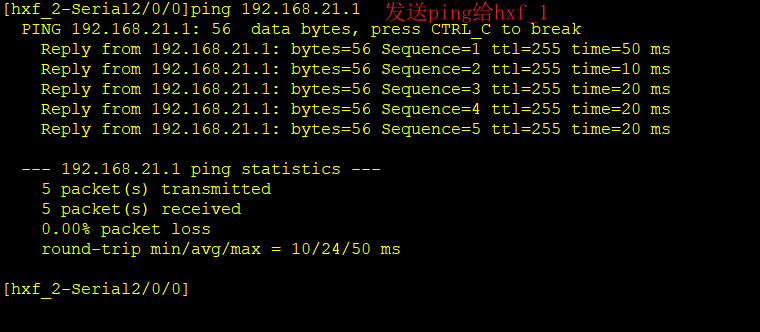 [hxf_2-Serial2/0/0]ping 192.168.21.1 发送ping给hxf_1
PING 192.168.21.1: 56 data bytes, press CTRL_C to break
Reply from 192.168.21.1: bytes=56 Sequence=1 ttl=255 time=50 ms
Reply from 192.168.21.1: bytes=56 Sequence=2 ttl=255 time=10 ms
Reply from 192.168.21.1: bytes=56 Sequence=3 ttl=255 time=20 ms
Reply from 192.168.21.1: bytes=56 Sequence=4 ttl=255 time=20 ms
Reply from 192.168.21.1: bytes=56 Sequence=5 ttl=255 time=20 ms
--- 192.168.21.1 ping statistics ---
5 packet(s) transmitted
5 packet(s) received
0.00% packet loss
round-trip min/avg/max = 10/24/50 ms
[hxf_2-Serial2/0/0]